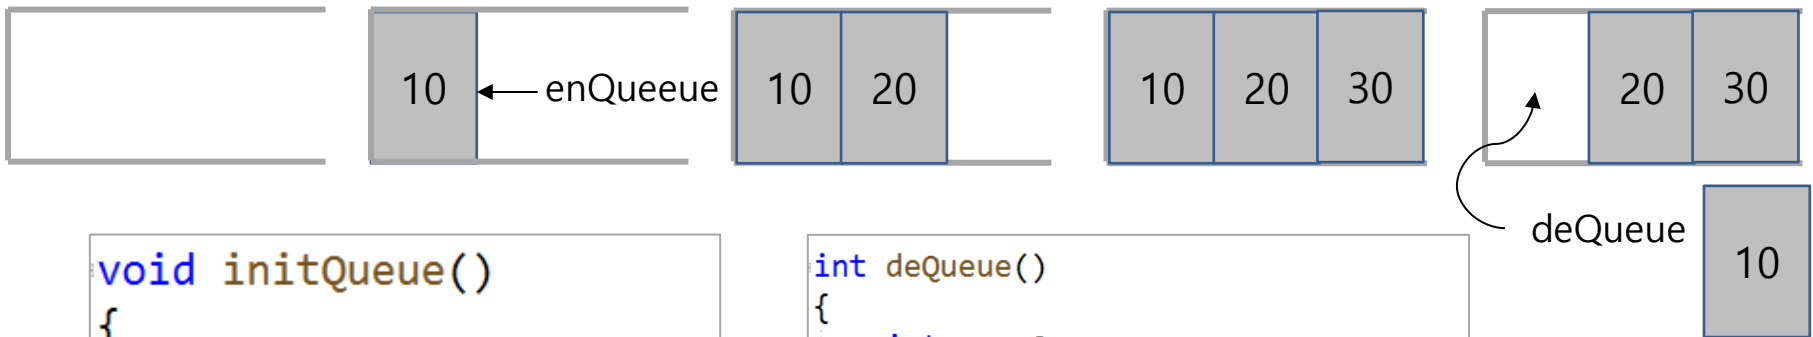 10 enQueeue 10 20 10 20 30 20 30
deQueue
10
void initQueue()
{
int deQueue()
{